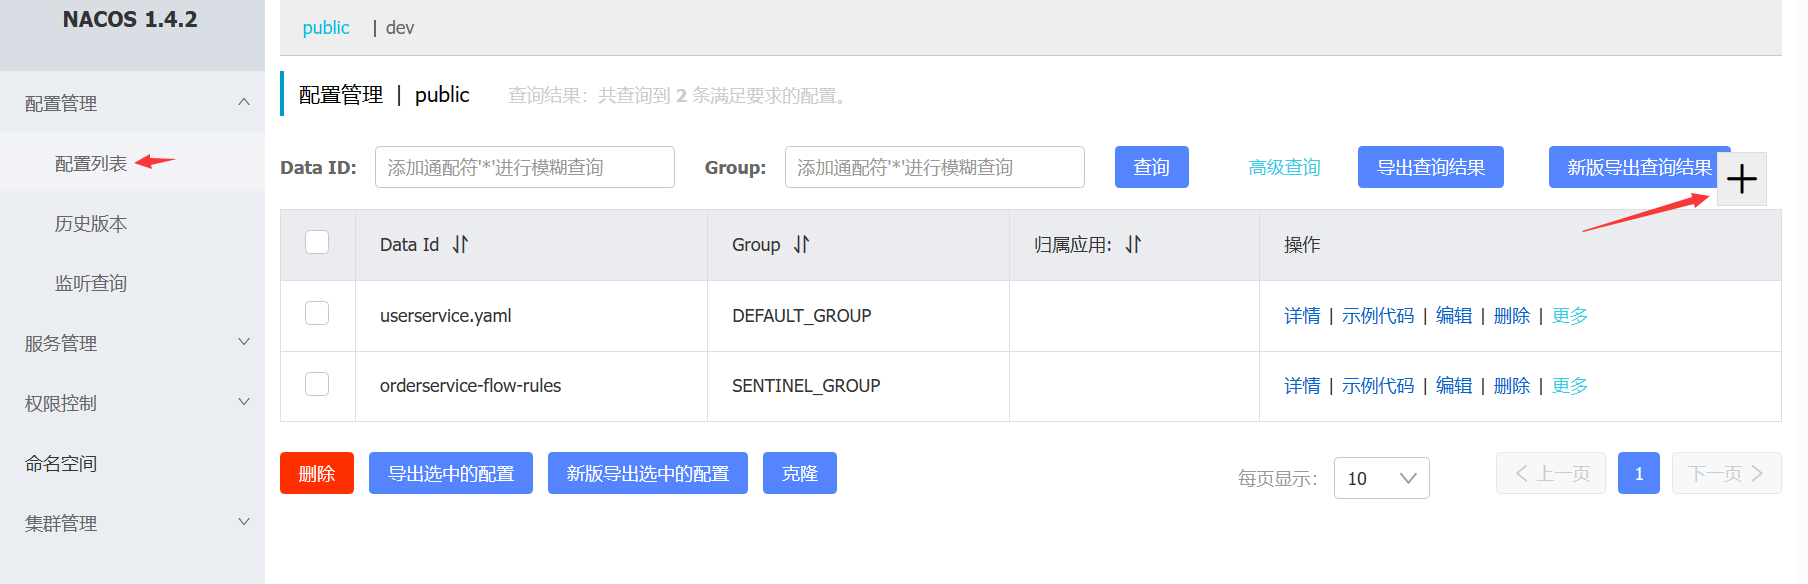 NACOS 1.4.2
配置管理
配置列表
历史版本
监听查询
服务管理
权限控制
命名空间
集群管理
public | dev
配置管理 | public 查询结果：共查询到 2 条满足要求的配置。
Data ID: 添加通配符'*'进行模糊查询 Group: 添加通配符'*'进行模糊查询 查询 高级查询 导出查询结果 新版导出查询结果
Data Id Group 归属应用: 操作
userservice.yaml DEFAULT_GROUP 详情 | 示例代码 | 编辑 | 删除 | 更多
orderservice-flow-rules SENTINEL_GROUP 详情 | 示例代码 | 编辑 | 删除 | 更多
删除 导出选中的配置 新版导出选中的配置 克隆 每页显示： 10 上一页 1 下一页